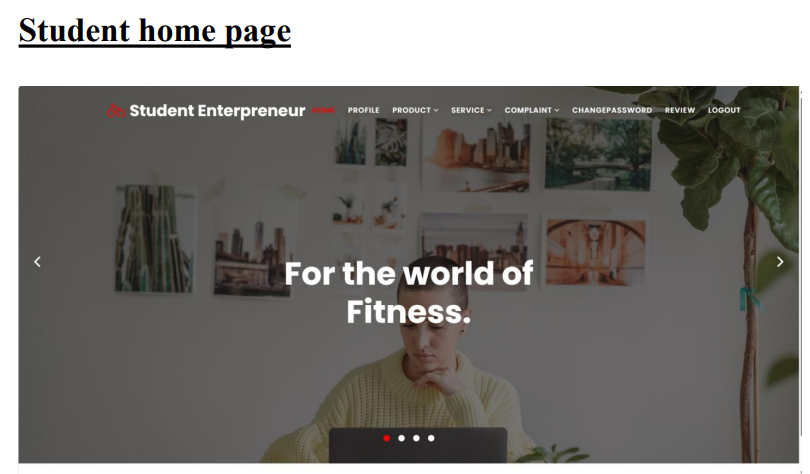 Student home page
Student Enterpreneur HOME PROFILE PRODUCT SERVICE COMPLAINT CHANGEPASSWORD REVIEW LOGOUT
For the world of
Fitness.